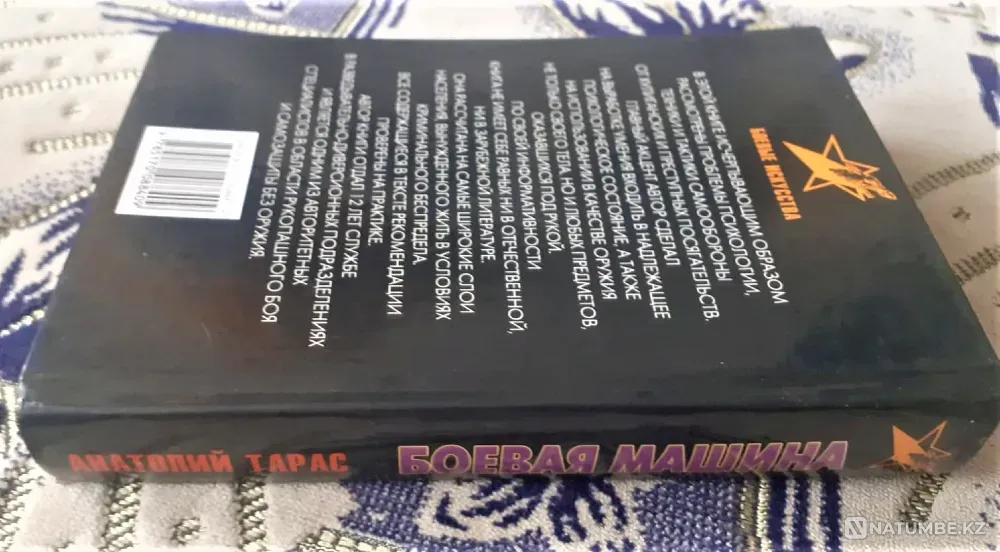 БОЕВЫЕ ИСКУССТВА
В ЭТОЙ КНИГЕ ИСЧЕРПЫВАЮЩИМ ОБРАЗОМ
РАССМОТРЕНЫ ПРОБЛЕМЫ ПСИХОЛОГИИ,
ТЕХНИКИ И ТАКТИКИ САМООБОРОНЫ
ОТ ХУЛИГАНСКИХ И ПРЕСТУПНЫХ ПОСЯГАТЕЛЬСТВ.
ГЛАВНЫЙ АКЦЕНТ АВТОР СДЕЛАЛ
НА ВЫРАБОТКЕ УМЕНИЯ ВХОДИТЬ В НАДЛЕЖАЩЕЕ
ПСИХОЛОГИЧЕСКОЕ СОСТОЯНИЕ, А ТАКЖЕ
НА ИСПОЛЬЗОВАНИИ В КАЧЕСТВЕ ОРУЖИЯ
НЕ ТОЛЬКО СВОЕГО ТЕЛА, НО И ЛЮБЫХ ПРЕДМЕТОВ,
ОКАЗАВШИХСЯ ПОД РУКОЙ.
ПО СВОЕЙ ИНФОРМАТИВНОСТИ
КНИГА НЕ ИМЕЕТ СЕБЕ РАВНЫХ НИ В ОТЕЧЕСТВЕННОЙ,
НИ В ЗАРУБЕЖНОЙ ЛИТЕРАТУРЕ.
ОНА РАССЧИТАНА НА САМЫЕ ШИРОКИЕ СЛОИ
НАСЕЛЕНИЯ, ВЫНУЖДЕННОГО ЖИТЬ В УСЛОВИЯХ
КРИМИНАЛЬНОГО БЕСПРЕДЕЛА.
ВСЕ СОДЕРЖАЩИЕСЯ В ТЕКСТЕ РЕКОМЕНДАЦИИ
ПРОВЕРЕНЫ НА ПРАКТИКЕ.
АВТОР КНИГИ ОТДАЛ 12 ЛЕТ СЛУЖБЕ
В РАЗВЕДЫВАТЕЛЬНО-ДИВЕРСИОННЫХ ПОДРАЗДЕЛЕНИЯХ
И ЯВЛЯЕТСЯ ОДНИМ ИЗ АВТОРИТЕТНЫХ
СПЕЦИАЛИСТОВ В ОБЛАСТИ РУКОПАШНОГО БОЯ
И САМОЗАЩИТЫ БЕЗ ОРУЖИЯ.
АНАТОЛИЙ ТАРАС БОЕВАЯ МАШИНА
NATUMBE.KZ